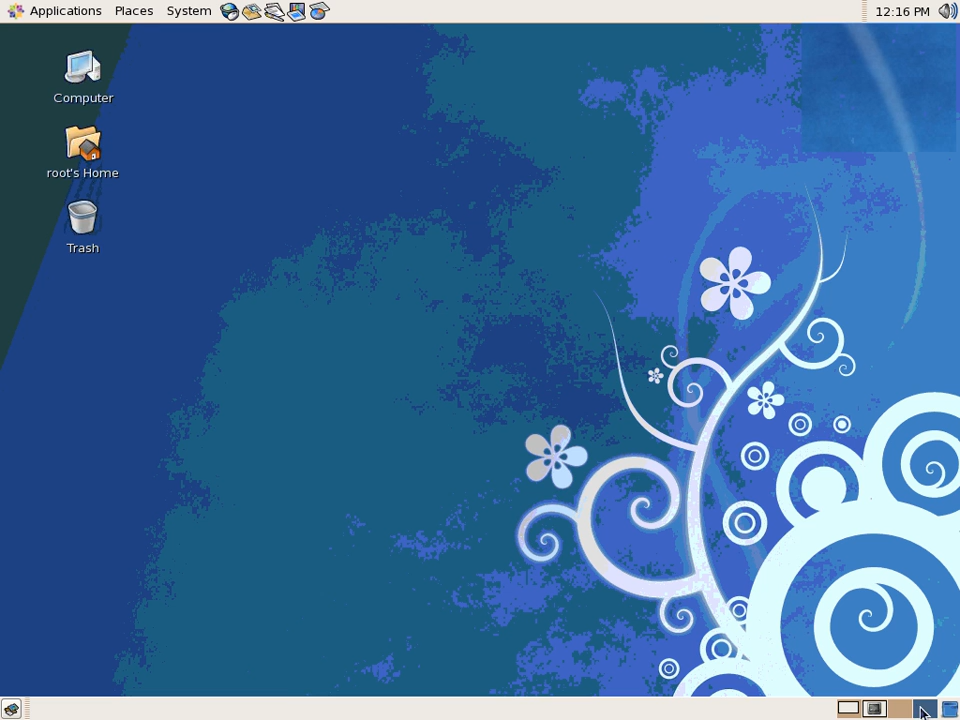 Applications Places System
12:16 PM
Computer
root's Home
Trash